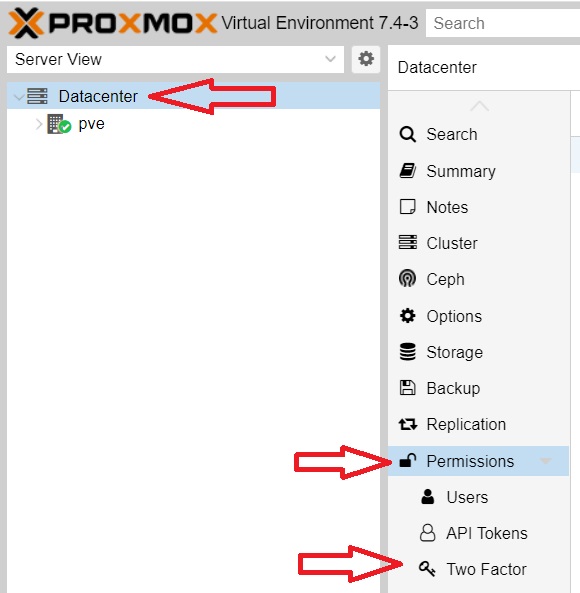 PROXMOX Virtual Environment 7.4-3 Search
Server View
Datacenter
pve
Datacenter
Search
Summary
Notes
Cluster
Ceph
Options
Storage
Backup
Replication
Permissions
Users
API Tokens
Two Factor